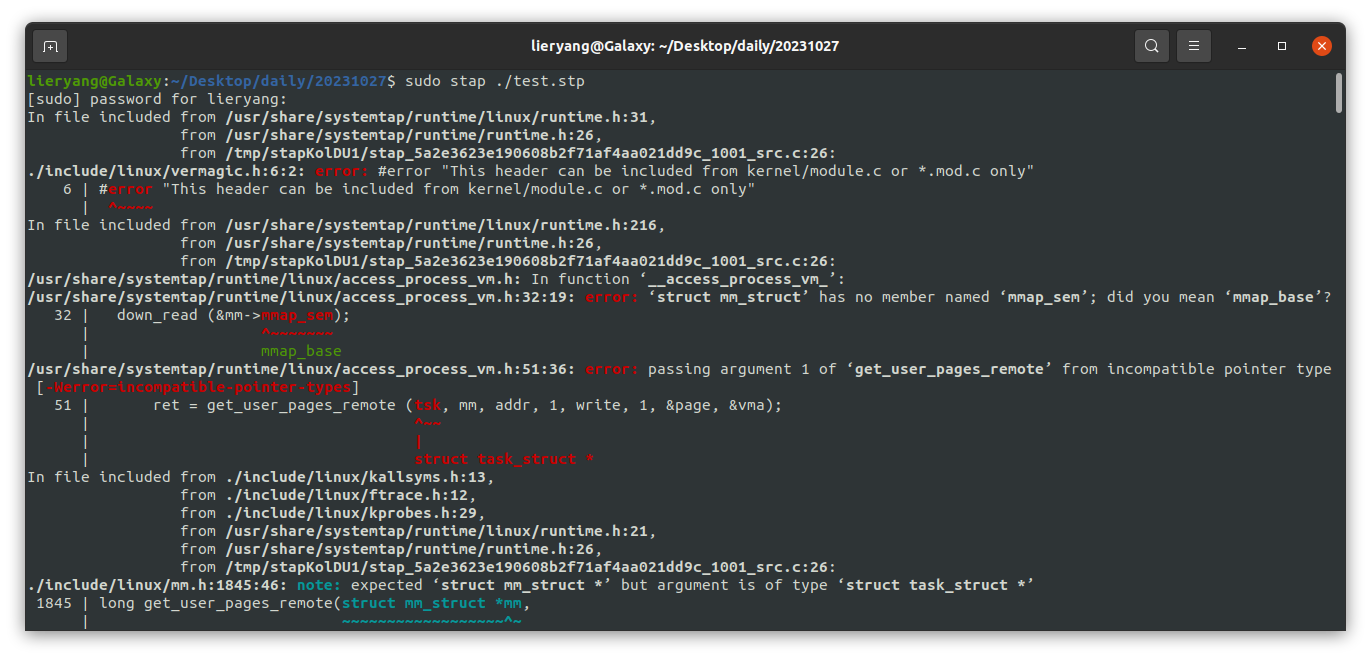 lieryang@Galaxy: ~/Desktop/daily/20231027
lieryang@Galaxy:~/Desktop/daily/20231027$ sudo stap ./test.stp
[sudo] password for lieryang:
In file included from /usr/share/systemtap/runtime/linux/runtime.h:31,
                 from /usr/share/systemtap/runtime/runtime.h:26,
                 from /tmp/stapKolDU1/stap_5a2e3623e190608b2f71af4aa021dd9c_1001_src.c:26:
./include/linux/vermagic.h:6:2: error: #error "This header can be included from kernel/module.c or *.mod.c only"
    6 | #error "This header can be included from kernel/module.c or *.mod.c only"
      |  ^~~~~
In file included from /usr/share/systemtap/runtime/linux/runtime.h:216,
                 from /usr/share/systemtap/runtime/runtime.h:26,
                 from /tmp/stapKolDU1/stap_5a2e3623e190608b2f71af4aa021dd9c_1001_src.c:26:
/usr/share/systemtap/runtime/linux/access_process_vm.h: In function ‘__access_process_vm_’:
/usr/share/systemtap/runtime/linux/access_process_vm.h:32:19: error: ‘struct mm_struct’ has no member named ‘mmap_sem’; did you mean ‘mmap_base’?
   32 |   down_read (&mm->mmap_sem);
      |                   ^~~~~~~~
      |                   mmap_base
/usr/share/systemtap/runtime/linux/access_process_vm.h:51:36: error: passing argument 1 of ‘get_user_pages_remote’ from incompatible pointer type
 [-Werror=incompatible-pointer-types]
   51 |       ret = get_user_pages_remote (tsk, mm, addr, 1, write, 1, &page, &vma);
      |                                    ^~~
      |                                    |
      |                                    struct task_struct *
In file included from ./include/linux/kallsyms.h:13,
                 from ./include/linux/ftrace.h:12,
                 from ./include/linux/kprobes.h:29,
                 from /usr/share/systemtap/runtime/linux/runtime.h:21,
                 from /usr/share/systemtap/runtime/runtime.h:26,
                 from /tmp/stapKolDU1/stap_5a2e3623e190608b2f71af4aa021dd9c_1001_src.c:26:
./include/linux/mm.h:1845:46: note: expected ‘struct mm_struct *’ but argument is of type ‘struct task_struct *’
 1845 | long get_user_pages_remote(struct mm_struct *mm,
      |                            ~~~~~~~~~~~~~~~~~~^~